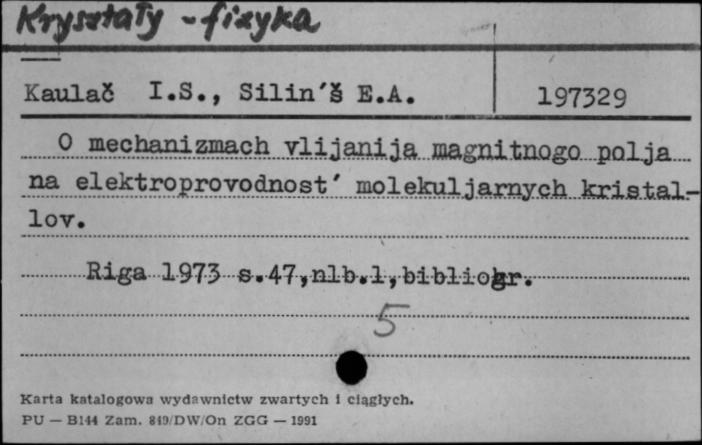 Kryształy - fizyka
Kaulač I.S., Silin'š E.A. 197329
O mechanizmach vlijanija magnitnogo polja
na elektroprovodnost' molekuljarnych kristal-
lov.
Riga 1973 s.47,nlb.1,bibliogr.
5
Karta katalogowa wydawnictw zwartych i ciągłych.
PU — B144 Zam. 849/DW/On ZGG — 1991